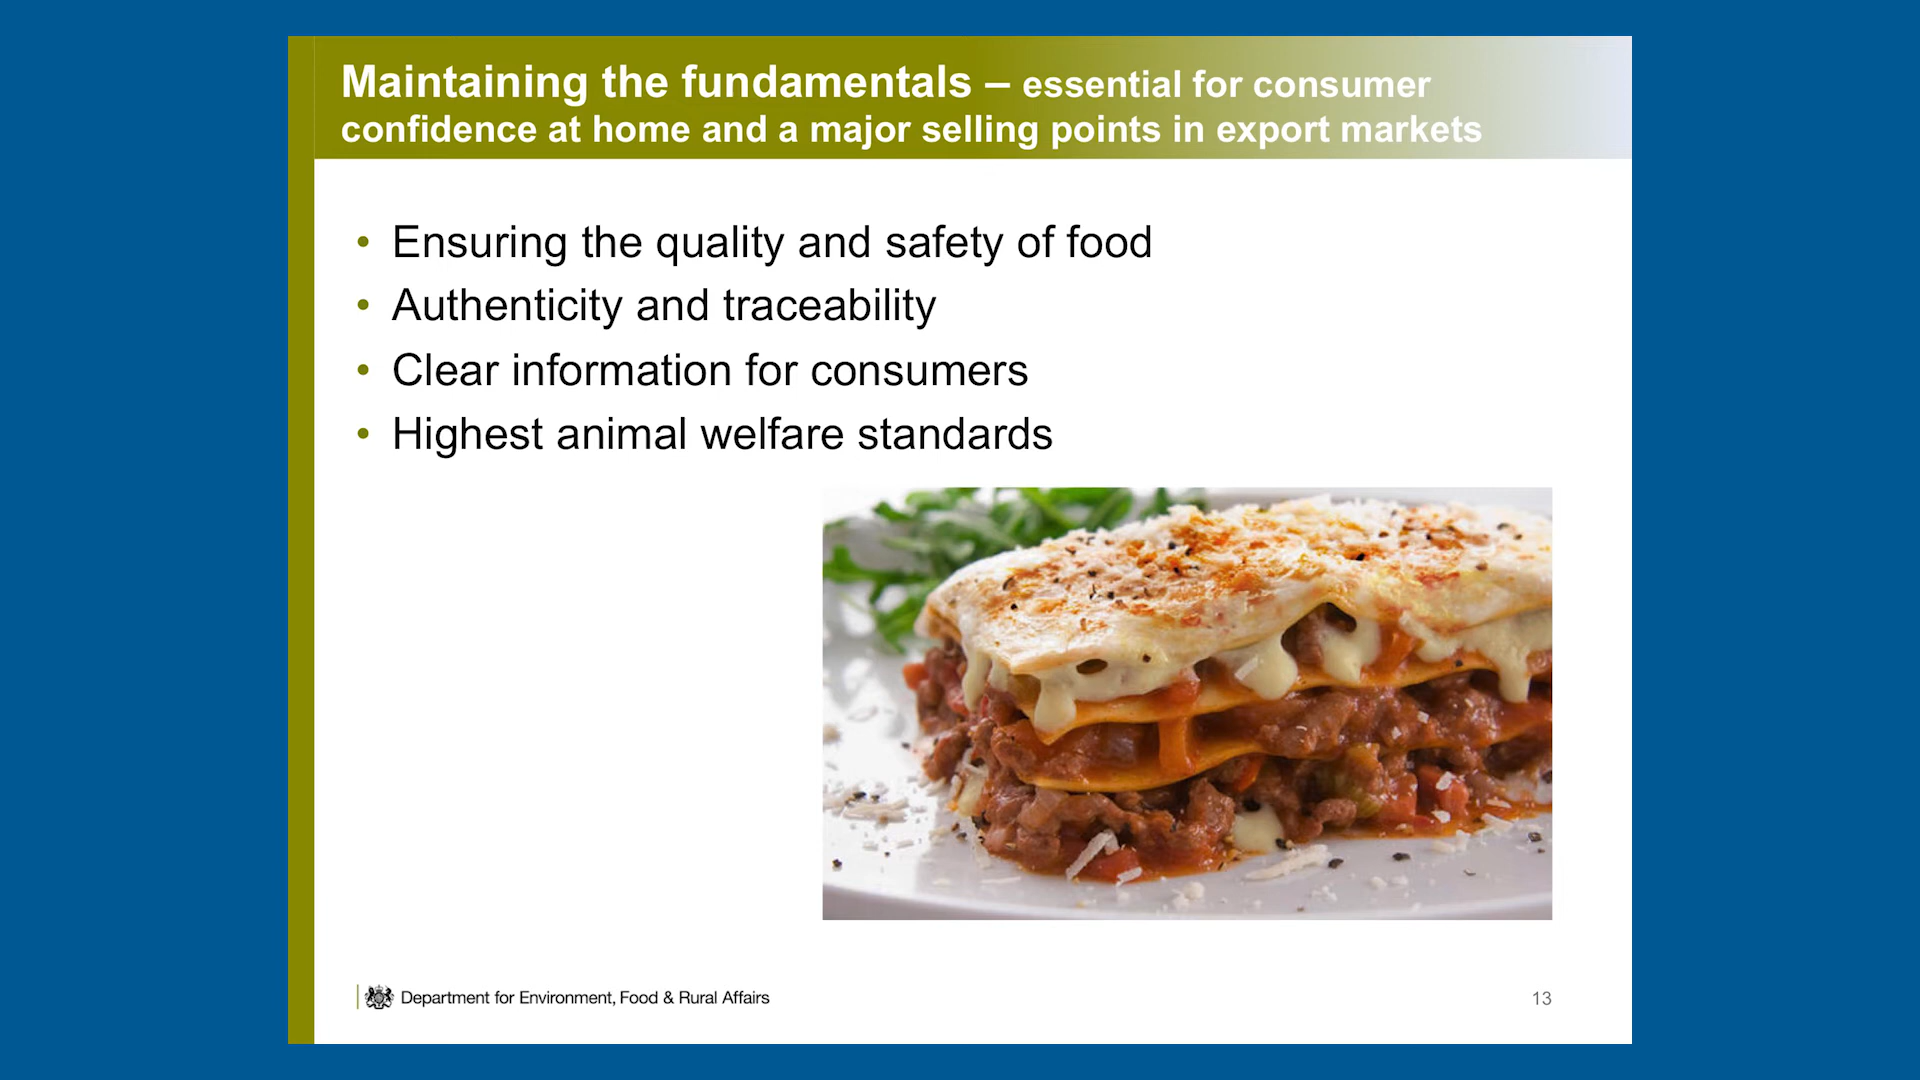 Maintaining the fundamentals – essential for consumer
confidence at home and a major selling points in export markets
• Ensuring the quality and safety of food
• Authenticity and traceability
• Clear information for consumers
• Highest animal welfare standards
Department for Environment, Food & Rural Affairs
13